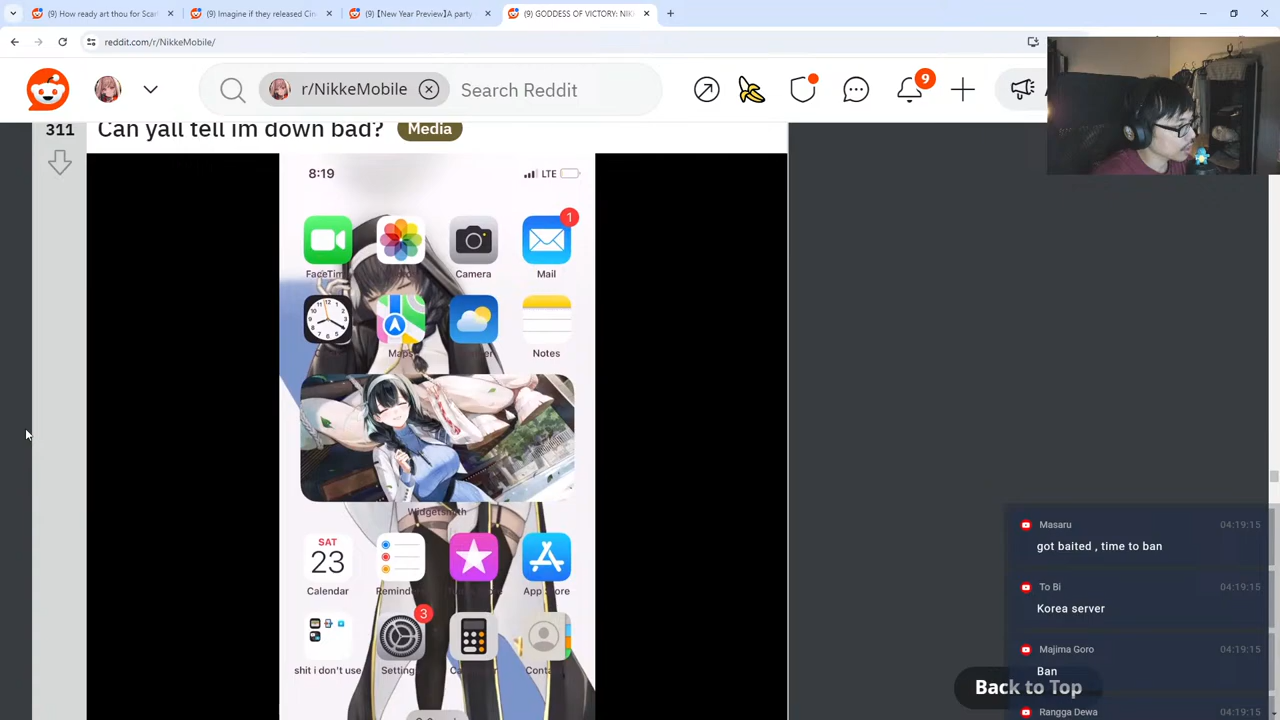 (9) How ready art thou for Scar
(9) Imagine if they released Cin
(9) 【New Year Preview】A party
(9) GODDESS OF VICTORY: NIK
reddit.com/r/NikkeMobile/
r/NikkeMobile
Search Reddit
9
311
Can yall tell im down bad?
Media
8:19
LTE
1
FaceTim
Camera
Mail
Maps
Notes
Widgetsmith
SAT
23
3
Calendar
Remind
App Store
shit i don't use
Setting
Ca
Conta
Masaru
04:19:15
got baited , time to ban
To Bi
04:19:15
Korea server
Majima Goro
04:19:15
Ban
Back to Top
Rangga Dewa
04:19:15